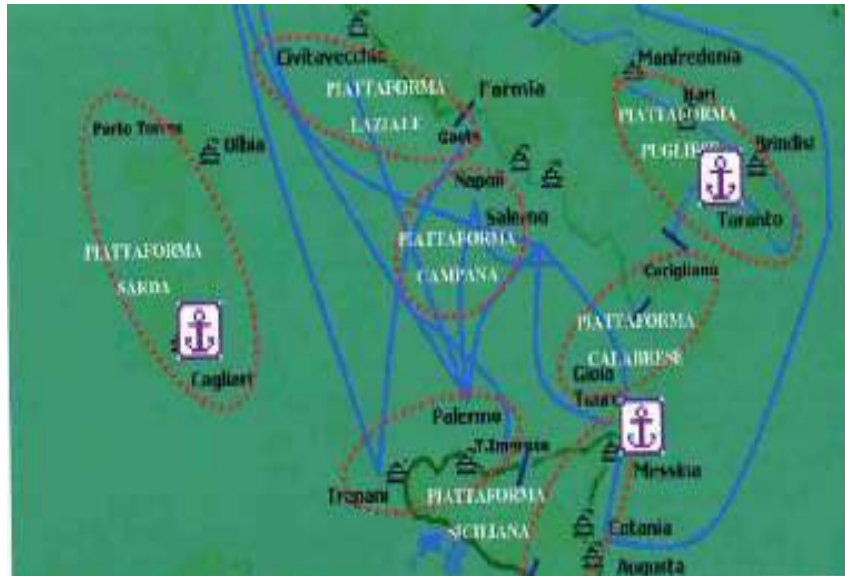 Civitavecchia
Manfredonia
PIATTAFORMA
LAZIALE
Formia
Gaeta
Bari
PIATTAFORMA
PUGLIESE
Brindisi
Porto Torres
Olbia
Napoli
Salerno
Taranto
PIATTAFORMA
CAMPANA
PIATTAFORMA
SARDA
Corigliano
PIATTAFORMA
CALABRESE
Cagliari
Gioia
Tauro
Palermo
T.Imerese
Trapani
Messina
PIATTAFORMA
SICILIANA
Catania
Augusta